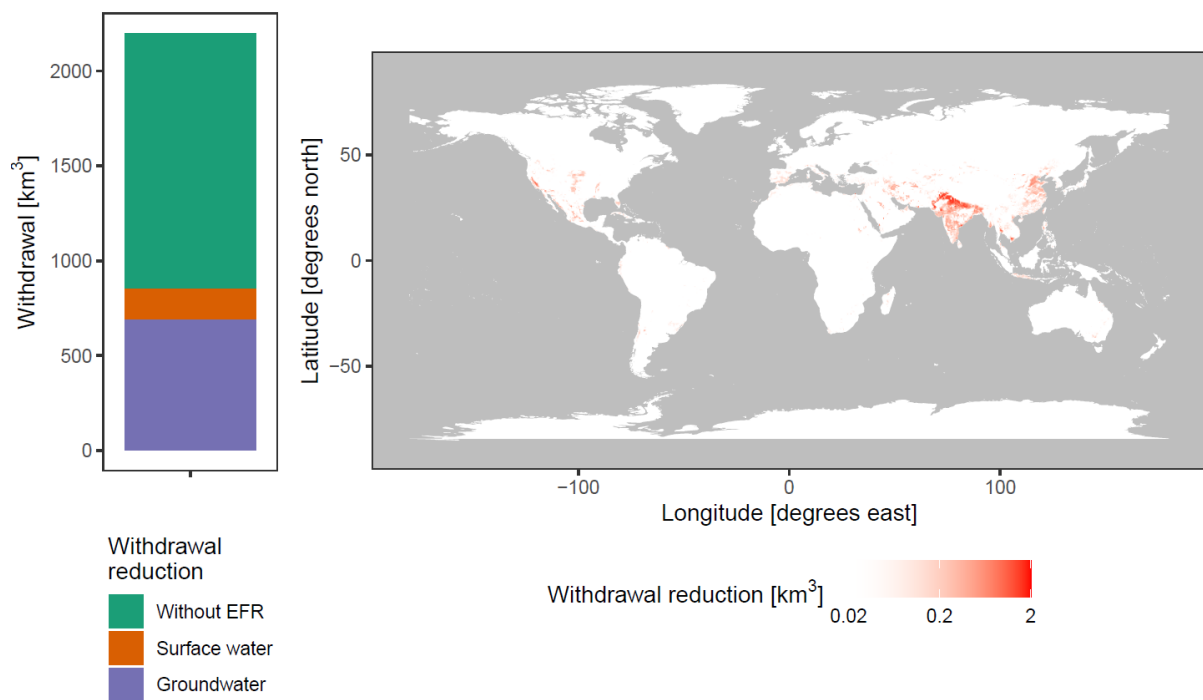 Withdrawal [km³]
2000
1500
1000
500
0
Withdrawal
reduction
Without EFR
Surface water
Groundwater
Latitude [degrees north]
50
0
−50
−100
0
100
Longitude [degrees east]
Withdrawal reduction [km³]
0.02
0.2
2